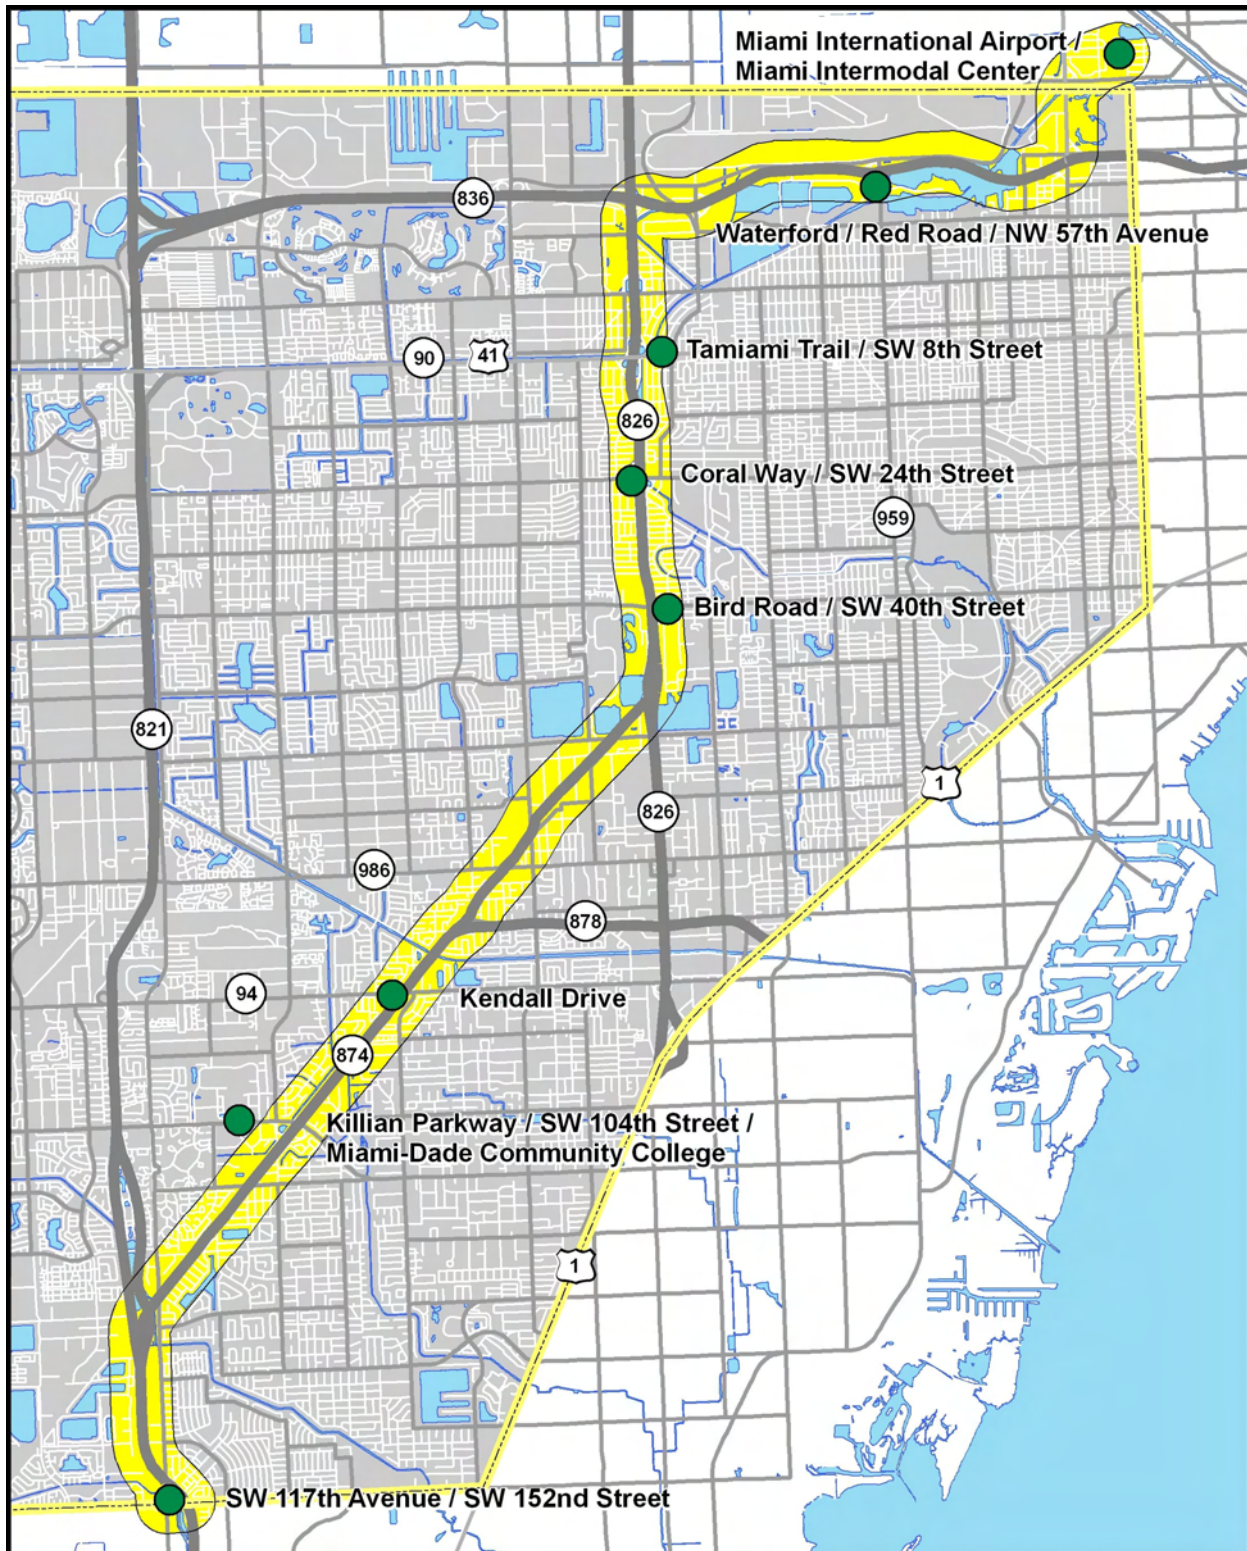 Miami International Airport /
Miami Intermodal Center
836
Waterford / Red Road / NW 57th Avenue
90
41
Tamiami Trail / SW 8th Street
826
Coral Way / SW 24th Street
959
Bird Road / SW 40th Street
821
1
826
986
878
94
Kendall Drive
874
Killian Parkway / SW 104th Street /
Miami-Dade Community College
1
SW 117th Avenue / SW 152nd Street